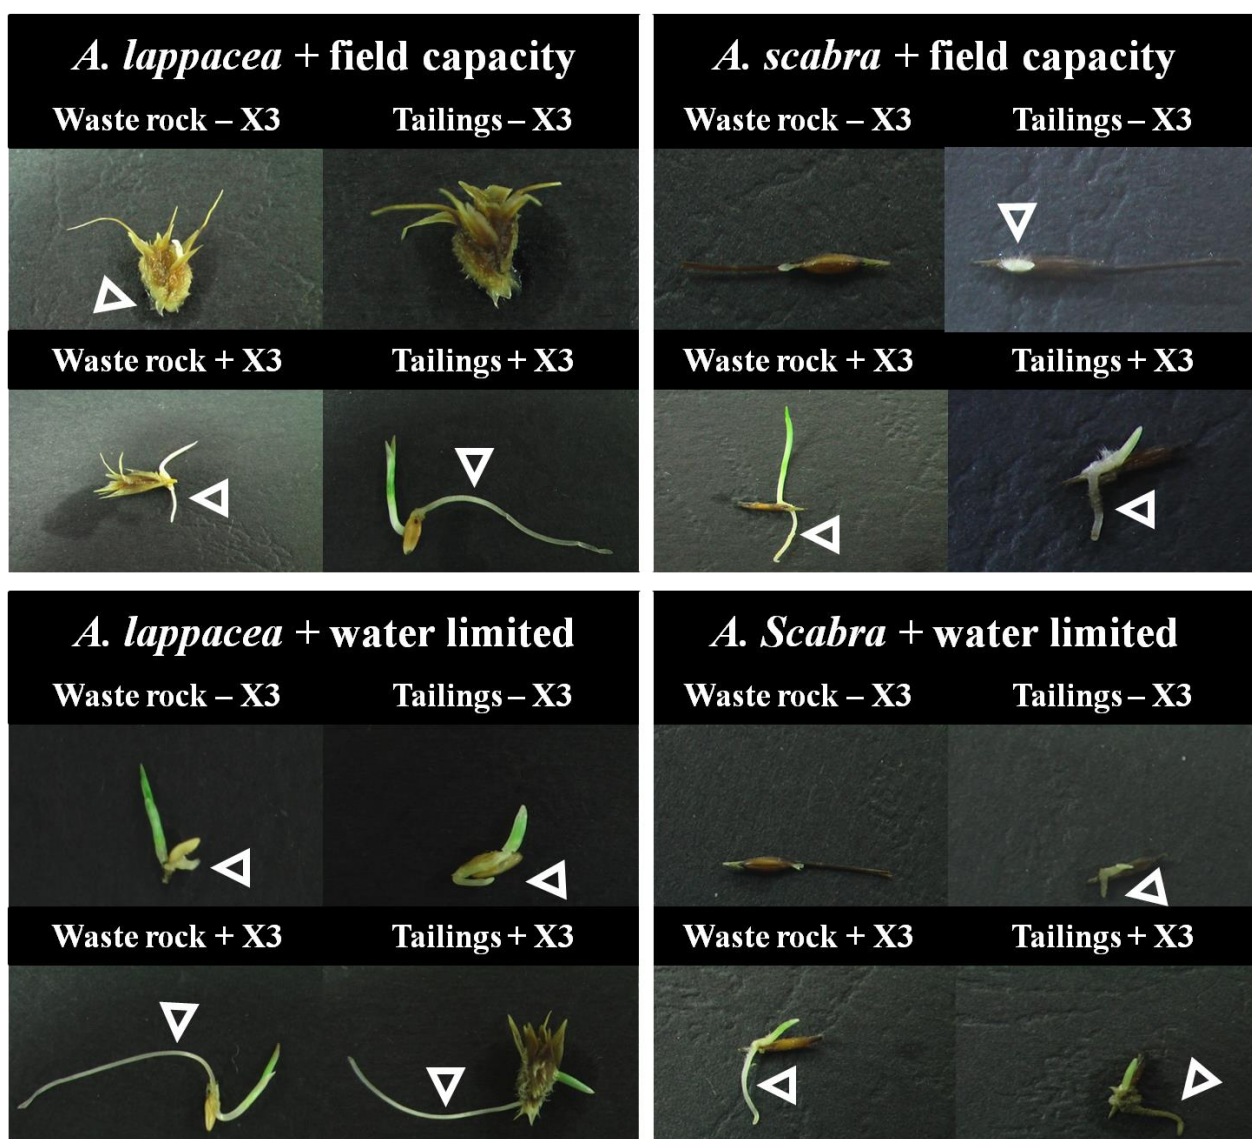 A. lappacea + field capacity
Waste rock – X3
Tailings – X3
Waste rock + X3
Tailings + X3
A. scabra + field capacity
Waste rock – X3
Tailings – X3
Waste rock + X3
Tailings + X3
A. lappacea + water limited
Waste rock – X3
Tailings – X3
Waste rock + X3
Tailings + X3
A. Scabra + water limited
Waste rock – X3
Tailings – X3
Waste rock + X3
Tailings + X3